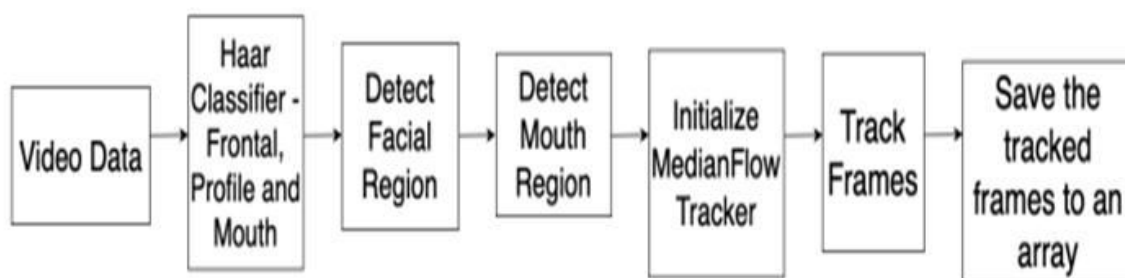 Video Data
Haar
Classifier -
Frontal,
Profile and
Mouth
Detect
Facial
Region
Detect
Mouth
Region
Initialize
MedianFlow
Tracker
Track
Frames
Save the
tracked
frames to an
array